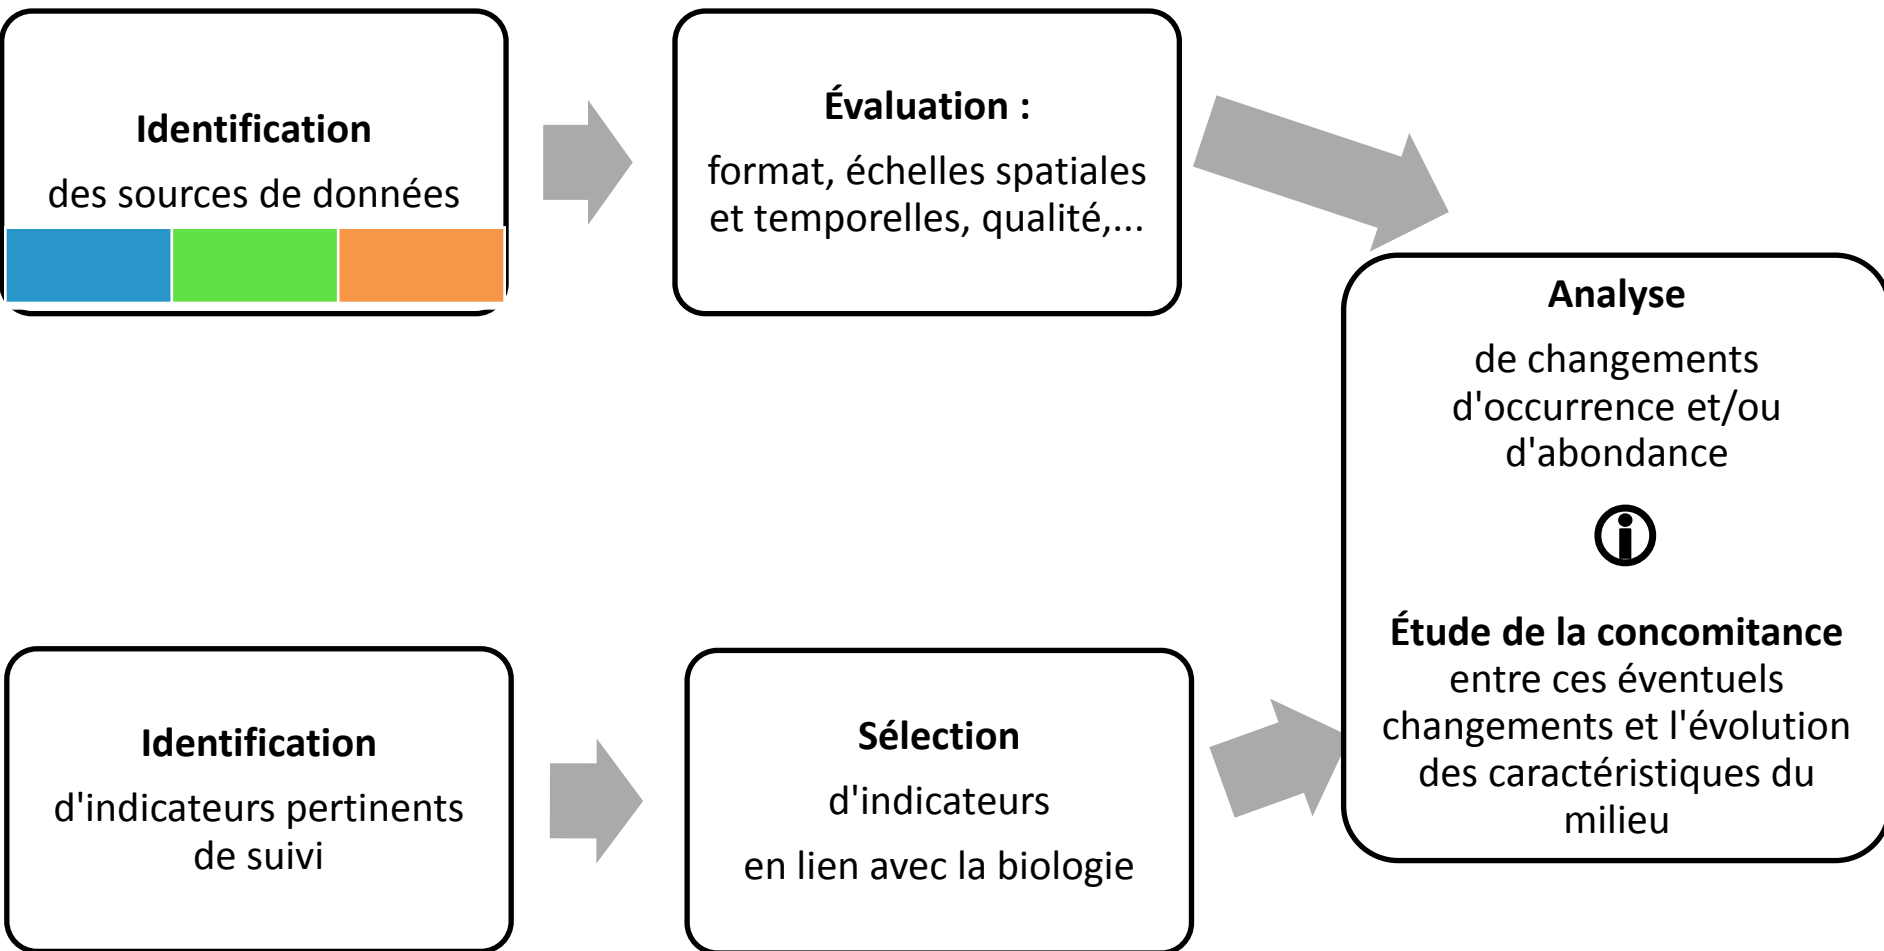 Identification
des sources de données
Évaluation :
format, échelles spatiales
et temporelles, qualité,...
Analyse
de changements
d'occurrence et/ou
d'abondance
Étude de la concomitance
entre ces éventuels
changements et l'évolution
des caractéristiques du
milieu
Identification
d'indicateurs pertinents
de suivi
Sélection
d'indicateurs
en lien avec la biologie